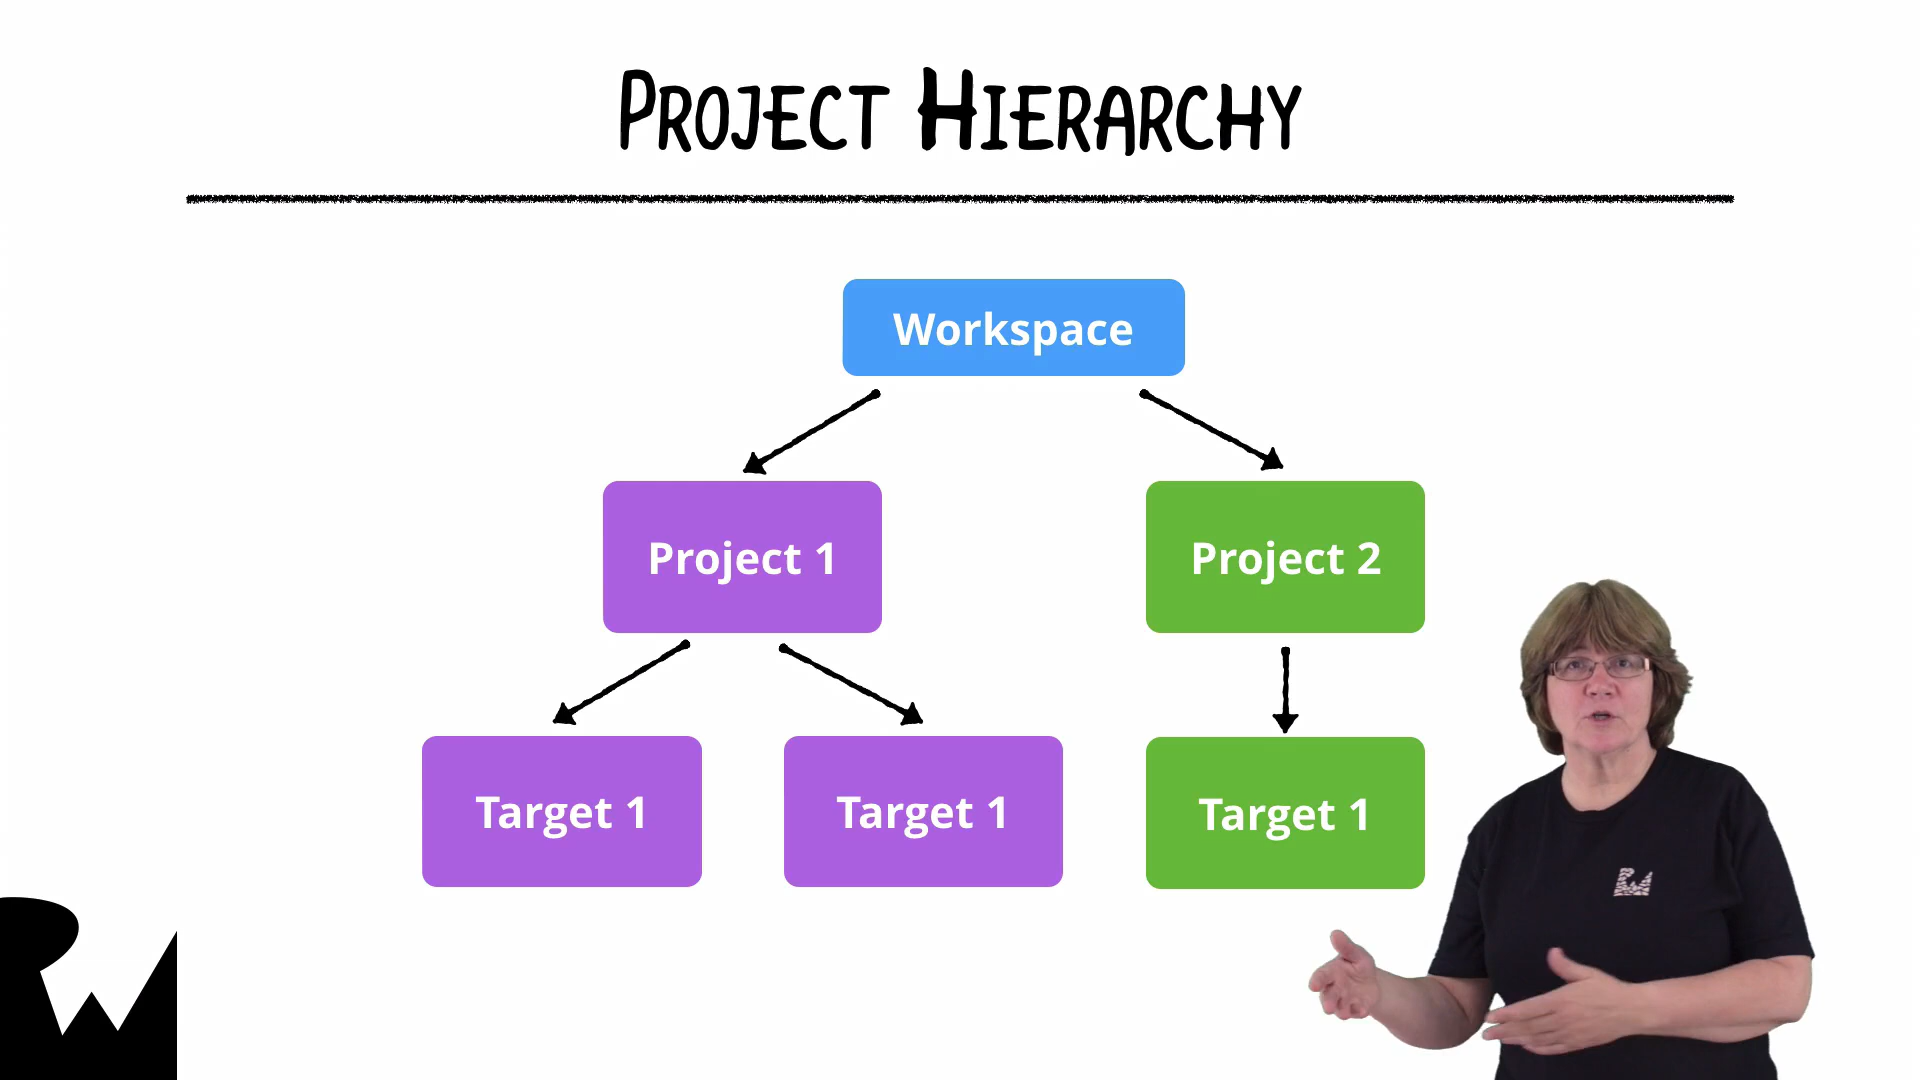 Project Hierarchy
Workspace
Project 1
Project 2
Target 1
Target 1
Target 1